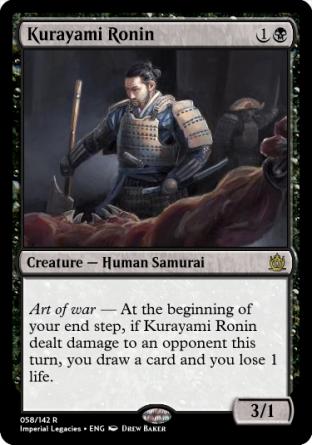 Kurayami Ronin 1
Creature — Human Samurai
Art of war — At the beginning of
your end step, if Kurayami Ronin
dealt damage to an opponent this
turn, you draw a card and you lose 1
life.
3/1
058/142 R
Imperial Legacies • ENG Drew Baker